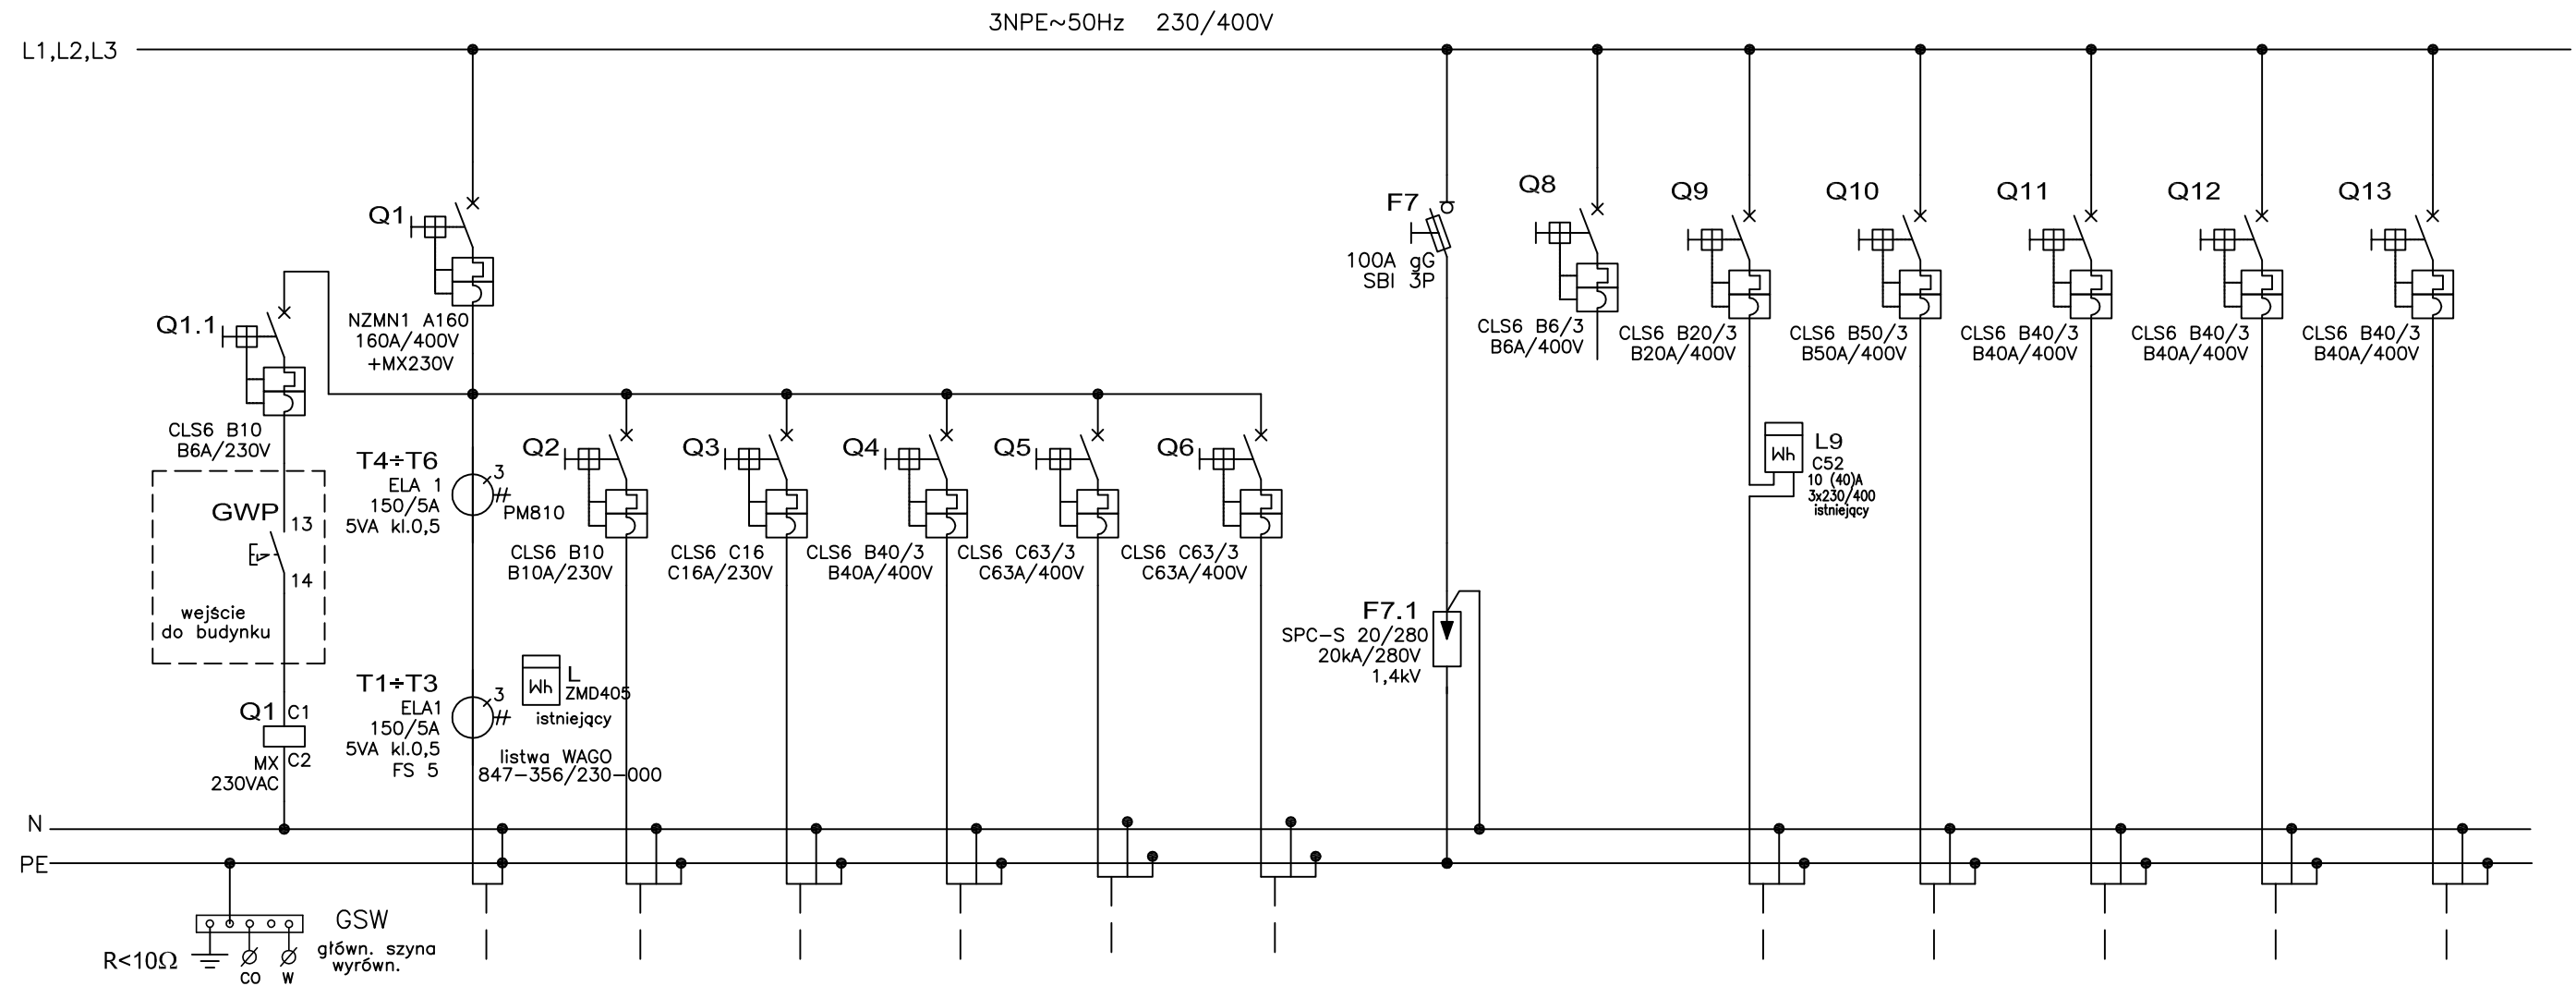 3NPE~50Hz 230/400V
L1,L2,L3
Q1
NZMN1 A160
160A/400V
+MX230V
Q1.1
CLS6 B10
B6A/230V
GWP
13
14
wejście
do budynku
Q1
C1
C2
MX
230VAC
T4÷T6
ELA 1
150/5A
5VA kl.0,5
3
PM810
T1÷T3
ELA1
150/5A
5VA kl.0,5
FS 5
3
Wh
L
ZMD405
istniejący
listwa WAGO
847-356/230-000
Q2
CLS6 B10
B10A/230V
Q3
CLS6 C16
C16A/230V
Q4
CLS6 B40/3
B40A/400V
Q5
CLS6 C63/3
C63A/400V
Q6
CLS6 C63/3
C63A/400V
F7
100A gG
SBI 3P
F7.1
SPC-S 20/280
20kA/280V
1,4kV
Q8
CLS6 B6/3
B6A/400V
Q9
CLS6 B20/3
B20A/400V
Wh
L9
C52
10 (40)A
3x230/400
istniejący
Q10
CLS6 B50/3
B50A/400V
Q11
CLS6 B40/3
B40A/400V
Q12
CLS6 B40/3
B40A/400V
Q13
CLS6 B40/3
B40A/400V
N
PE
GSW
główn. szyna
wyrówn.
R<10Ω
CO
W